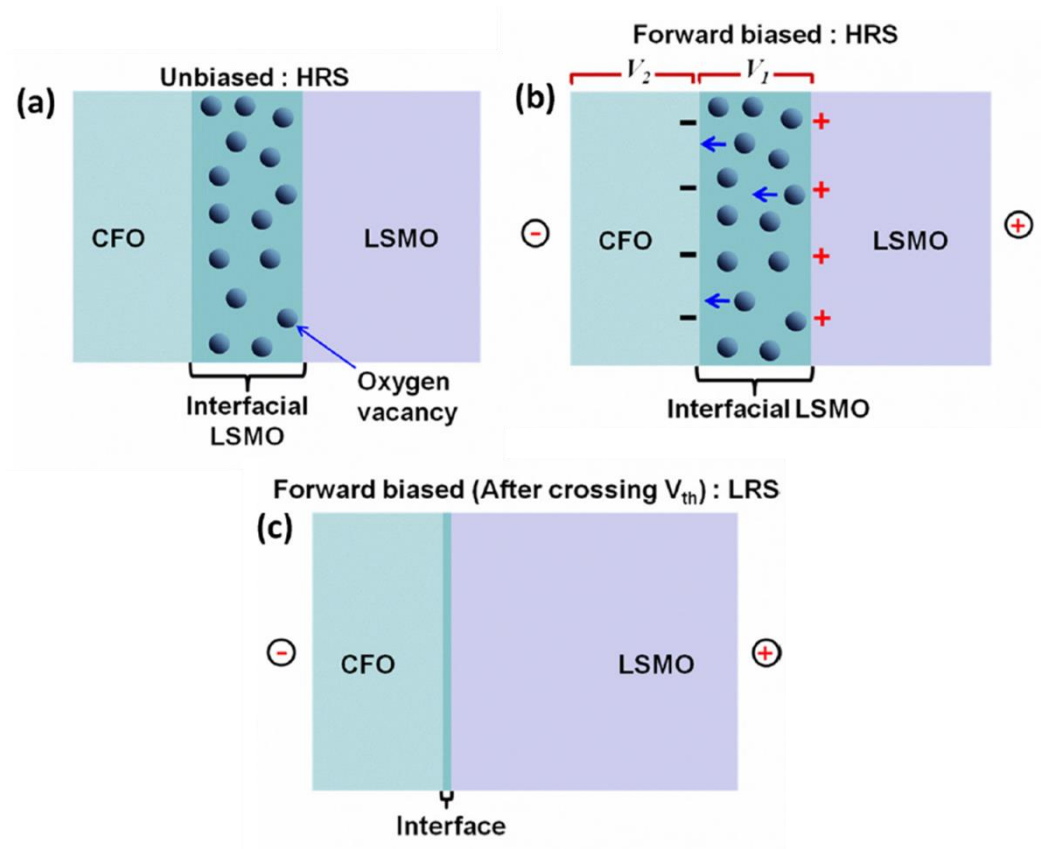 Unbiased : HRS
(a)
CFO
LSMO
Interfacial
LSMO
Oxygen
vacancy
Forward biased : HRS
(b)
V2
V1
- +
- +
- +
- +
-
CFO
LSMO
+
Interfacial LSMO
Forward biased (After crossing Vth) : LRS
(c)
-
CFO
LSMO
+
Interface